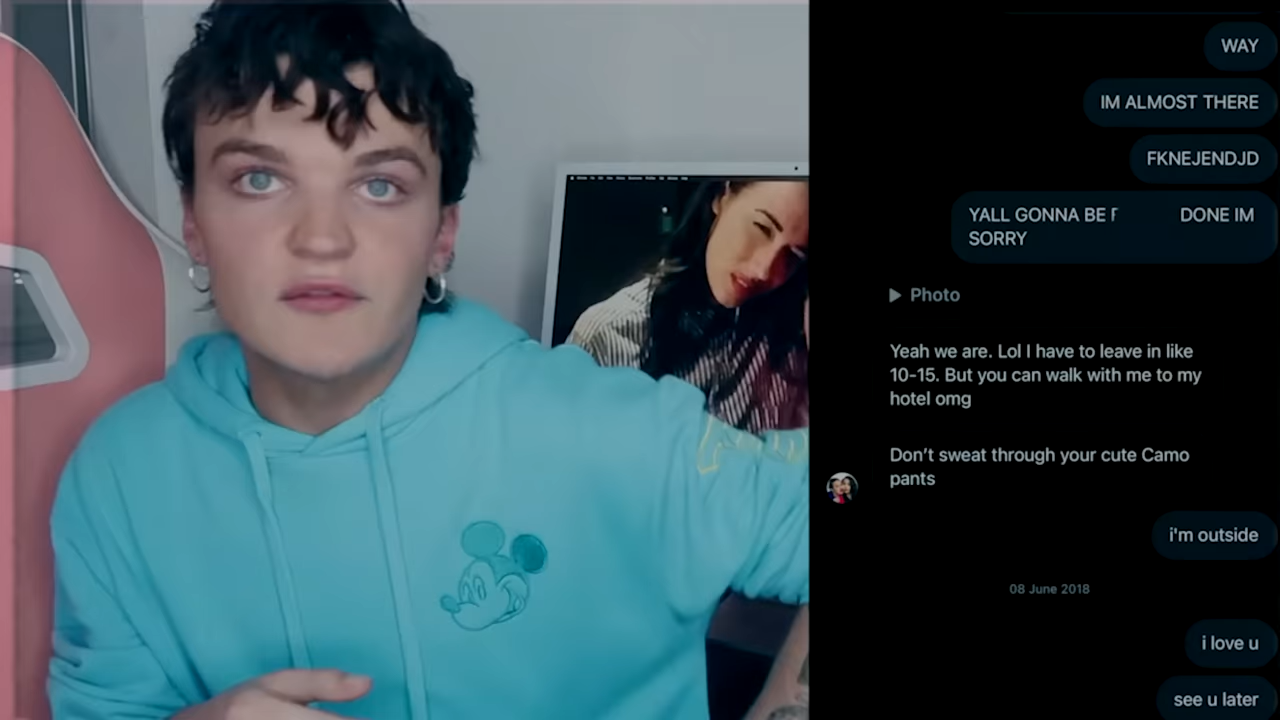 WAY
IM ALMOST THERE
FKNEJENDJD
YALL GONNA BE DONE IM
SORRY
Photo
Yeah we are. Lol I have to leave in like
10-15. But you can walk with me to my
hotel omg
Don't sweat through your cute Camo
pants
i'm outside
08 June 2018
i love u
see u later